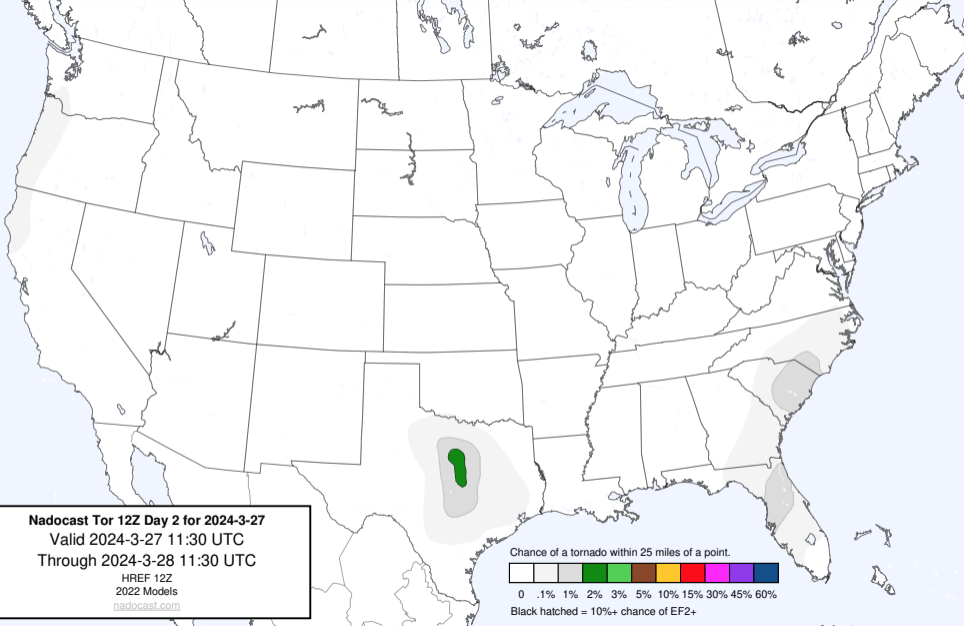 Nadocast Tor 12Z Day 2 for 2024-3-27
Valid 2024-3-27 11:30 UTC
Through 2024-3-28 11:30 UTC
HREF 12Z
2022 Models
nadocast.com
Chance of a tornado within 25 miles of a point.
0 .1% 1% 2% 3% 5% 10% 15% 30% 45% 60%
Black hatched = 10%+ chance of EF2+